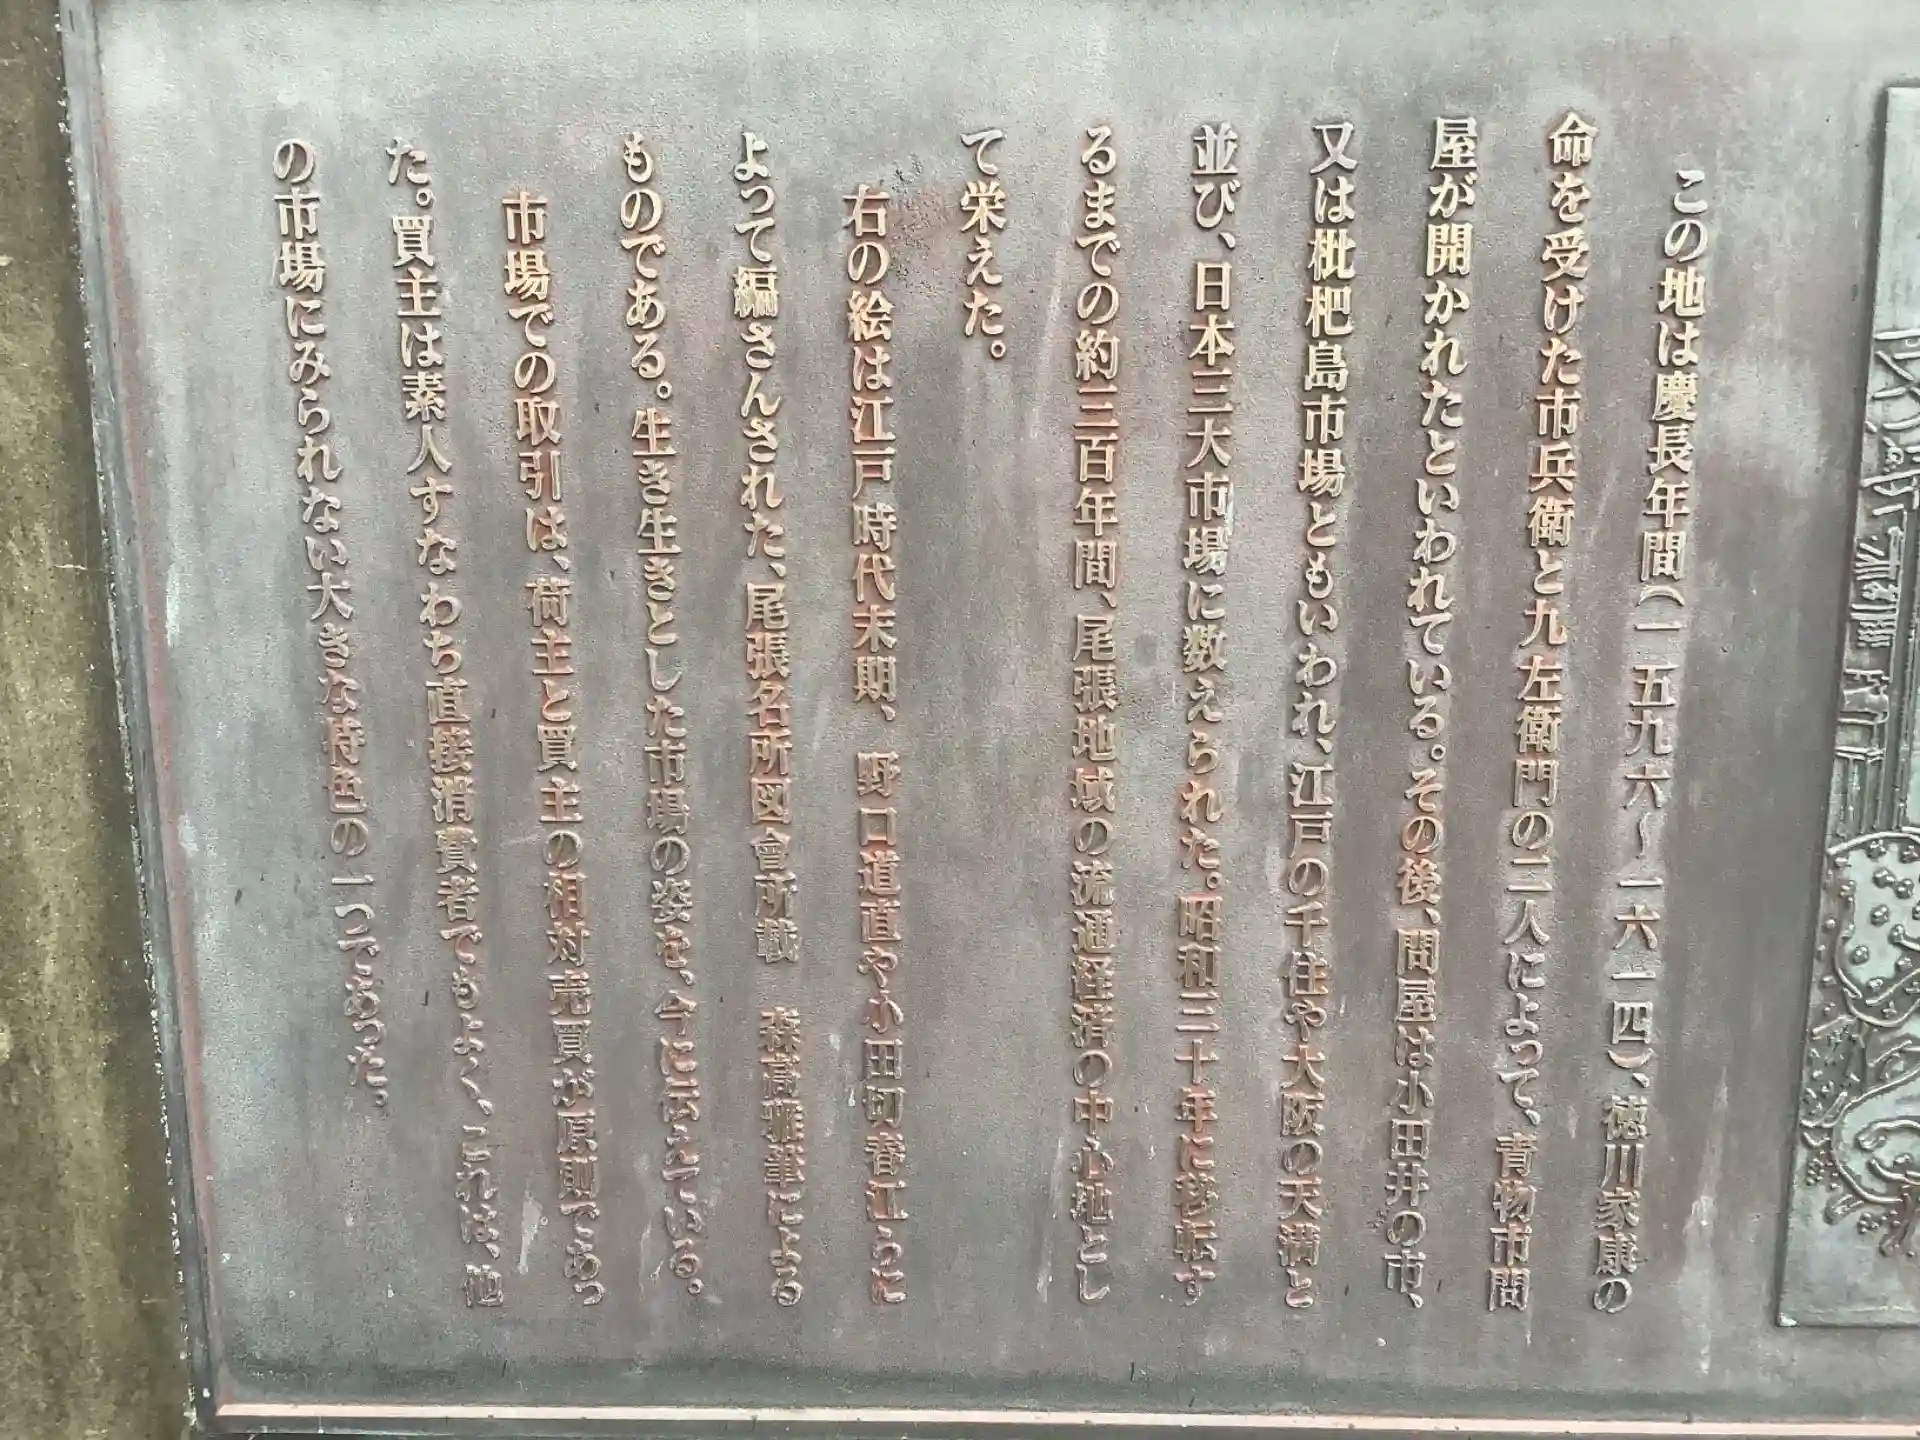 この地は慶長年間(一五九六〜一六一四)、徳川家康の
命を受けた市兵衛と九左衛門の二人によって、青物市問
屋が開かれたといわれている。その後、問屋は小田井の市、
又は枇杷島市場ともいわれ、江戸の千住や大阪の天満と
並び、日本三大市場に数えられた。昭和三十年に移転す
るまでの約三百年間、尾張地域の流通経済の中心地とし
て栄えた。
右の絵は江戸時代末期、野口道直や小田切春江らに
よって編さんされた、尾張名所図會所載 森高雅筆による
ものである。生き生きとした市場の姿を、今に伝えている。
市場での取引は、荷主と買主の相対売買が原則であっ
た。買主は素人すなわち直接消費者でもよく、これは、他
の市場にみられない大きな特色の一つであった。